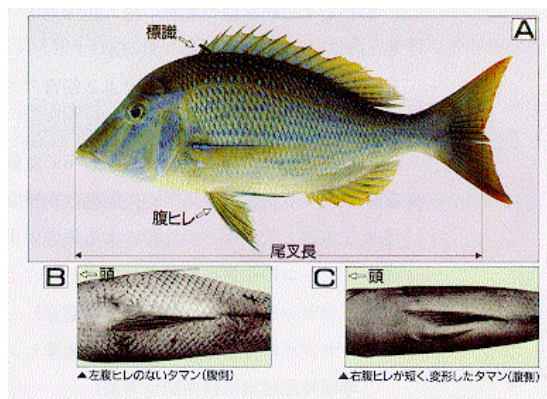 標識
A
腹ヒレ
尾叉長
B
←頭
C
←頭
▲左腹ヒレのないタマン(腹側)
▲右腹ヒレが短く、変形したタマン(腹側)